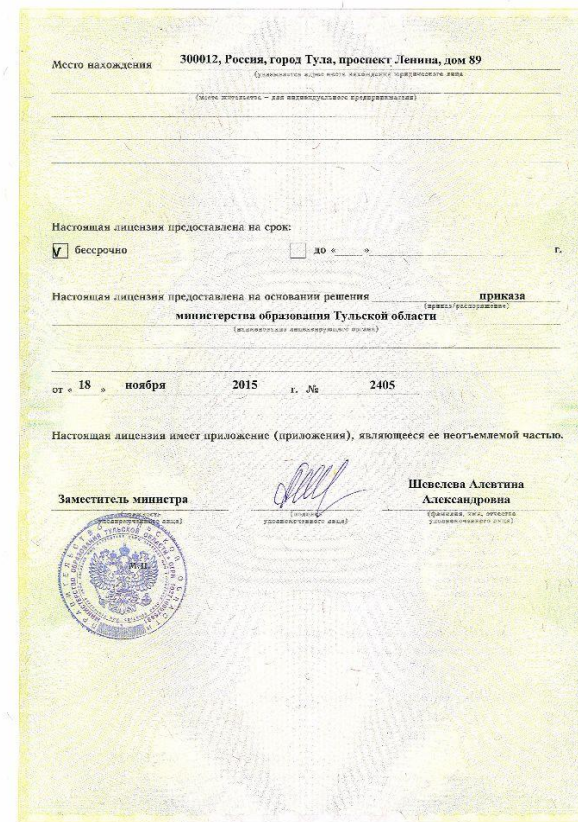 Место нахождения 300012, Россия, город Тула, проспект Ленина, дом 89
(указывается адрес места нахождения юридического лица
(место жительства – для индивидуального предпринимателя)
Настоящая лицензия предоставлена на срок:
V бессрочно до « » г.
Настоящая лицензия предоставлена на основании решения приказа
(приказ/распоряжение)
министерства образования Тульской области
(наименование лицензирующего органа)
от « 18 » ноября 2015 г. № 2405
Настоящая лицензия имеет приложение (приложения), являющееся ее неотъемлемой частью.
Заместитель министра Шевелева Алевтина Александровна
(должность уполномоченного лица)
(подпись уполномоченного лица)
(фамилия, имя, отчество уполномоченного лица)
М.П.